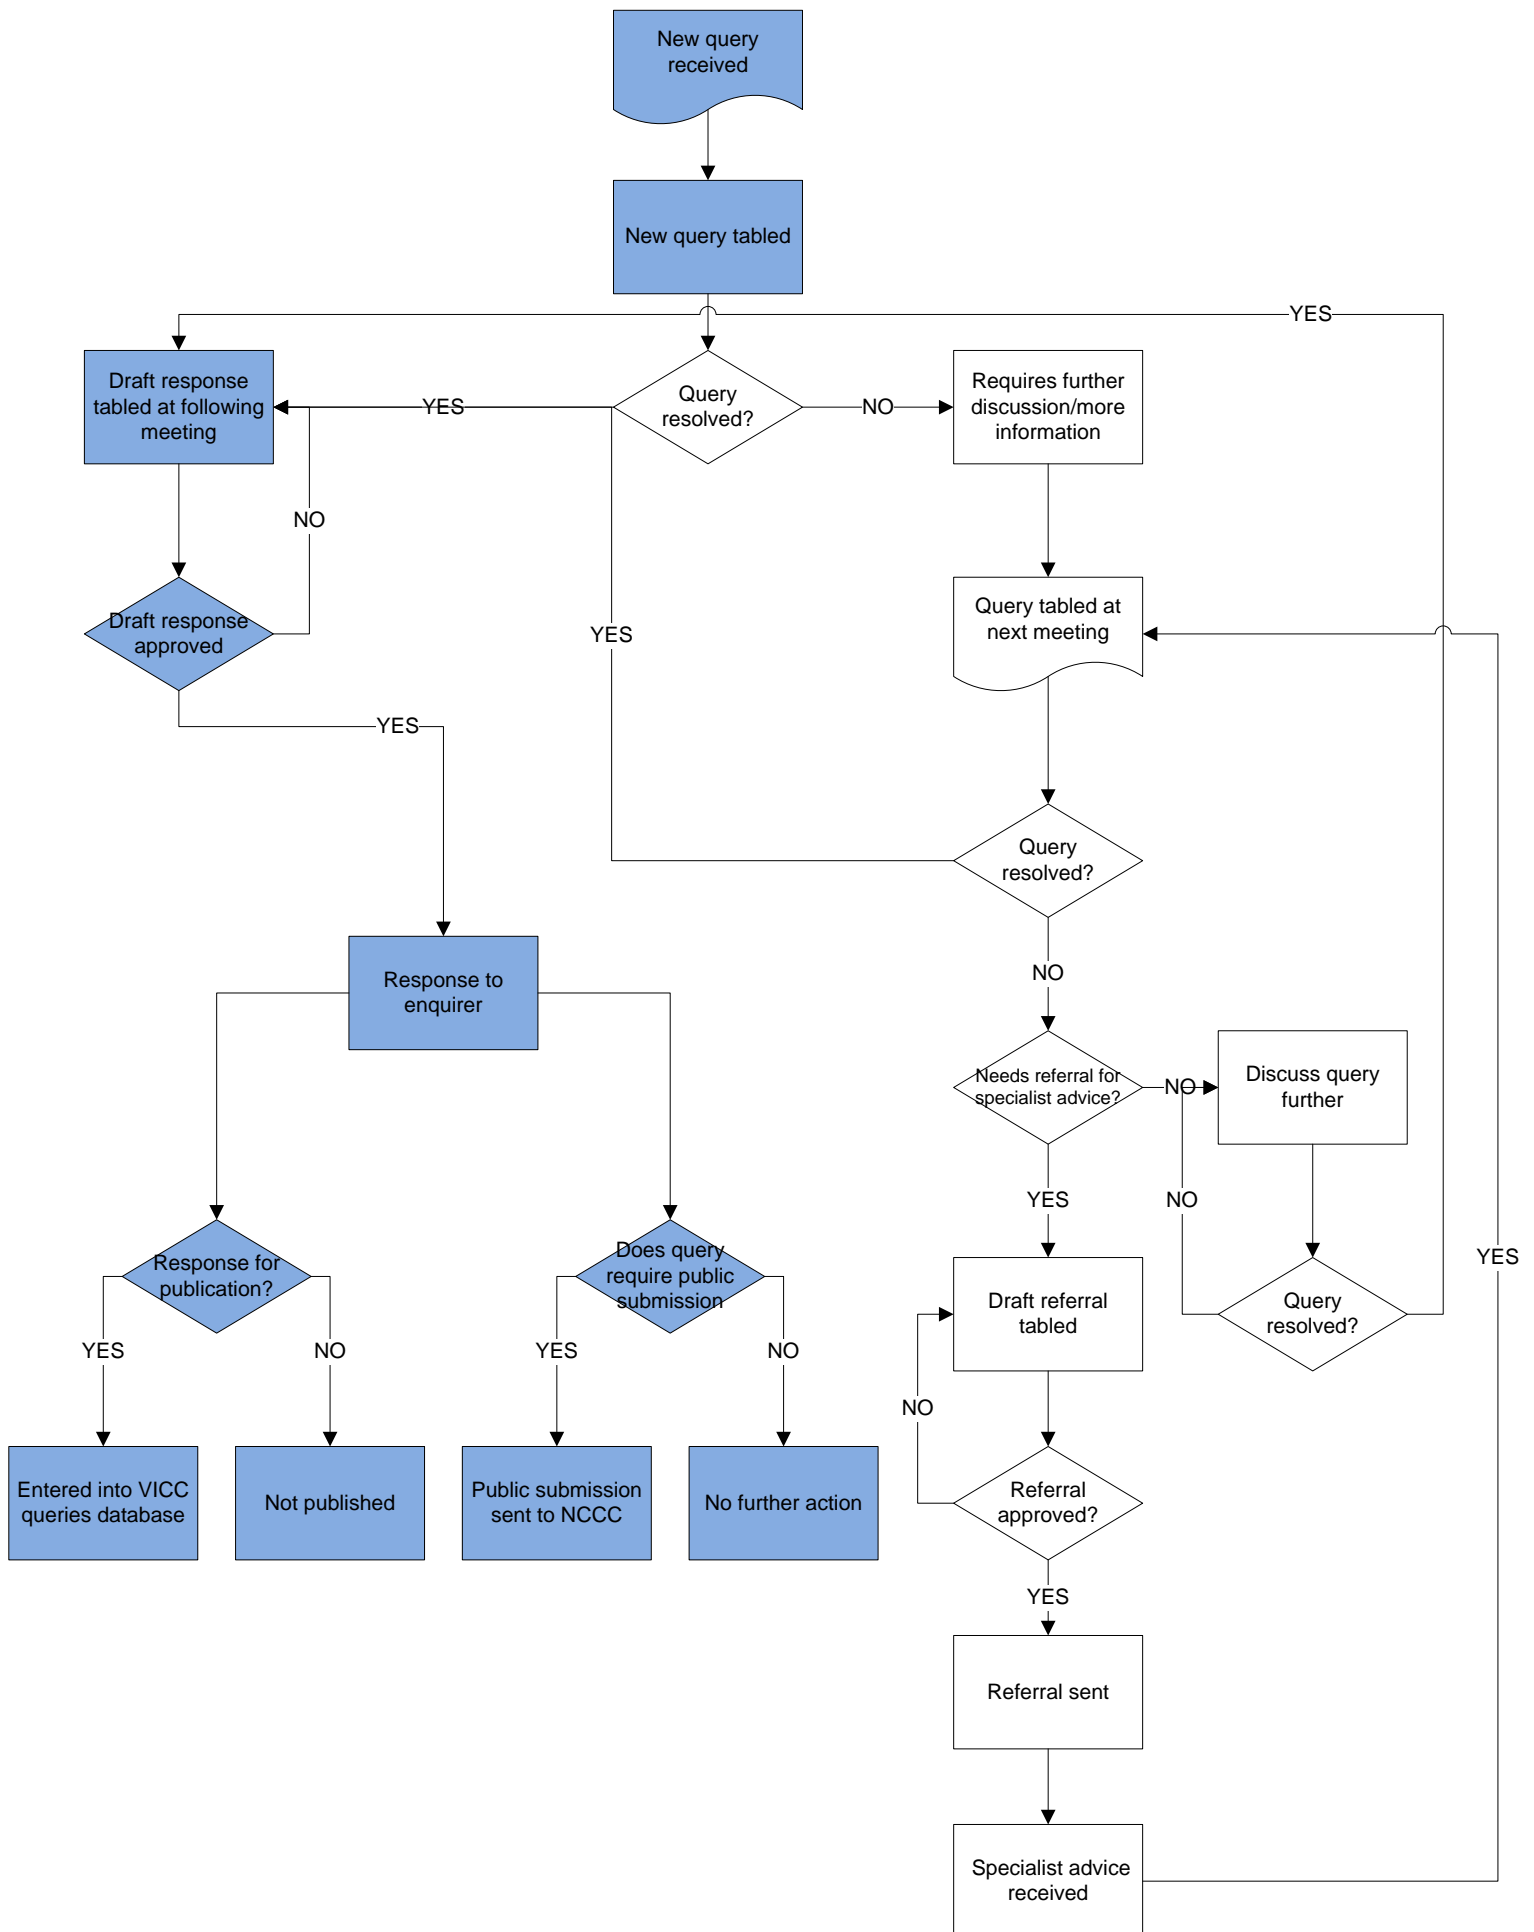 New query
received
New query tabled
YES
Draft response
tabled at following
meeting
YES
Query
resolved?
NO
Requires further
discussion/more
information
NO
Draft response
approved
YES
Query tabled at
next meeting
YES
Query
resolved?
NO
Response to
enquirer
Needs referral for
specialist advice?
NO
Discuss query
further
YES
NO
Response for
publication?
Does query
require public
submission
YES
Draft referral
tabled
Query
resolved?
YES
NO
YES
NO
NO
Entered into VICC
queries database
Not published
Public submission
sent to NCCC
No further action
Referral
approved?
YES
Referral sent
Specialist advice
received